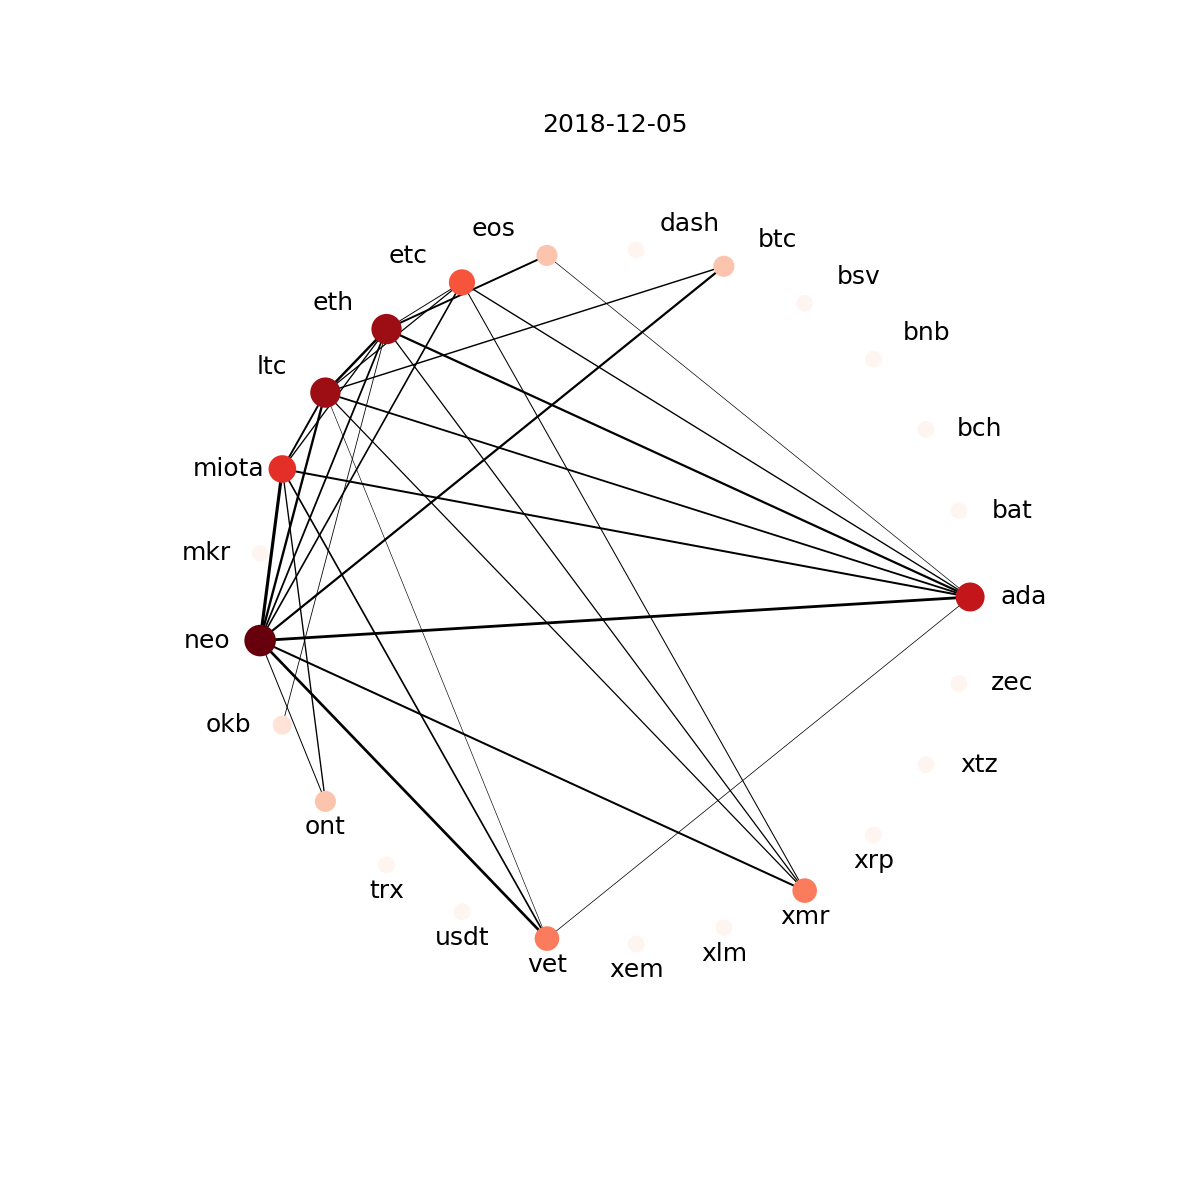 2018-12-05
dash
eos
btc
etc
bsv
eth
bnb
ltc
bch
miota
bat
mkr
ada
neo
zec
okb
xtz
ont
xrp
trx
xmr
usdt
xlm
vet
xem